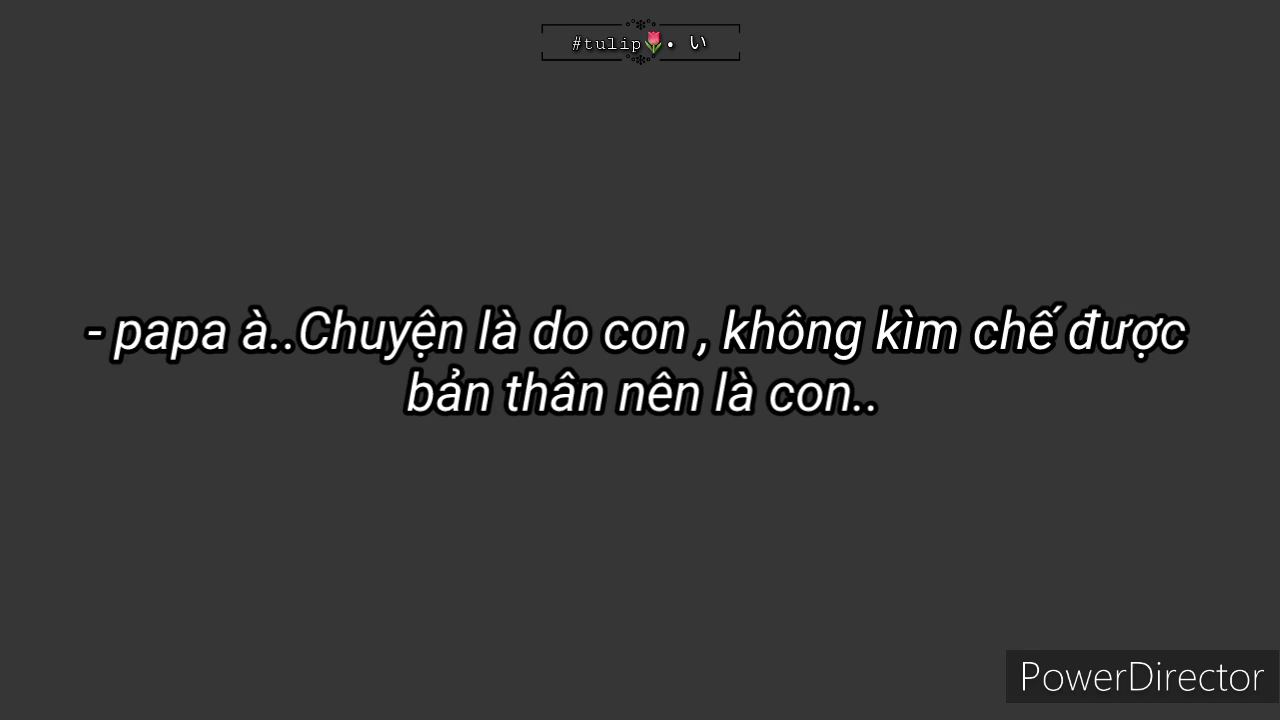 #tulip🌷• い
- papa à..Chuyện là do con , không kìm chế được
bản thân nên là con..
PowerDirector